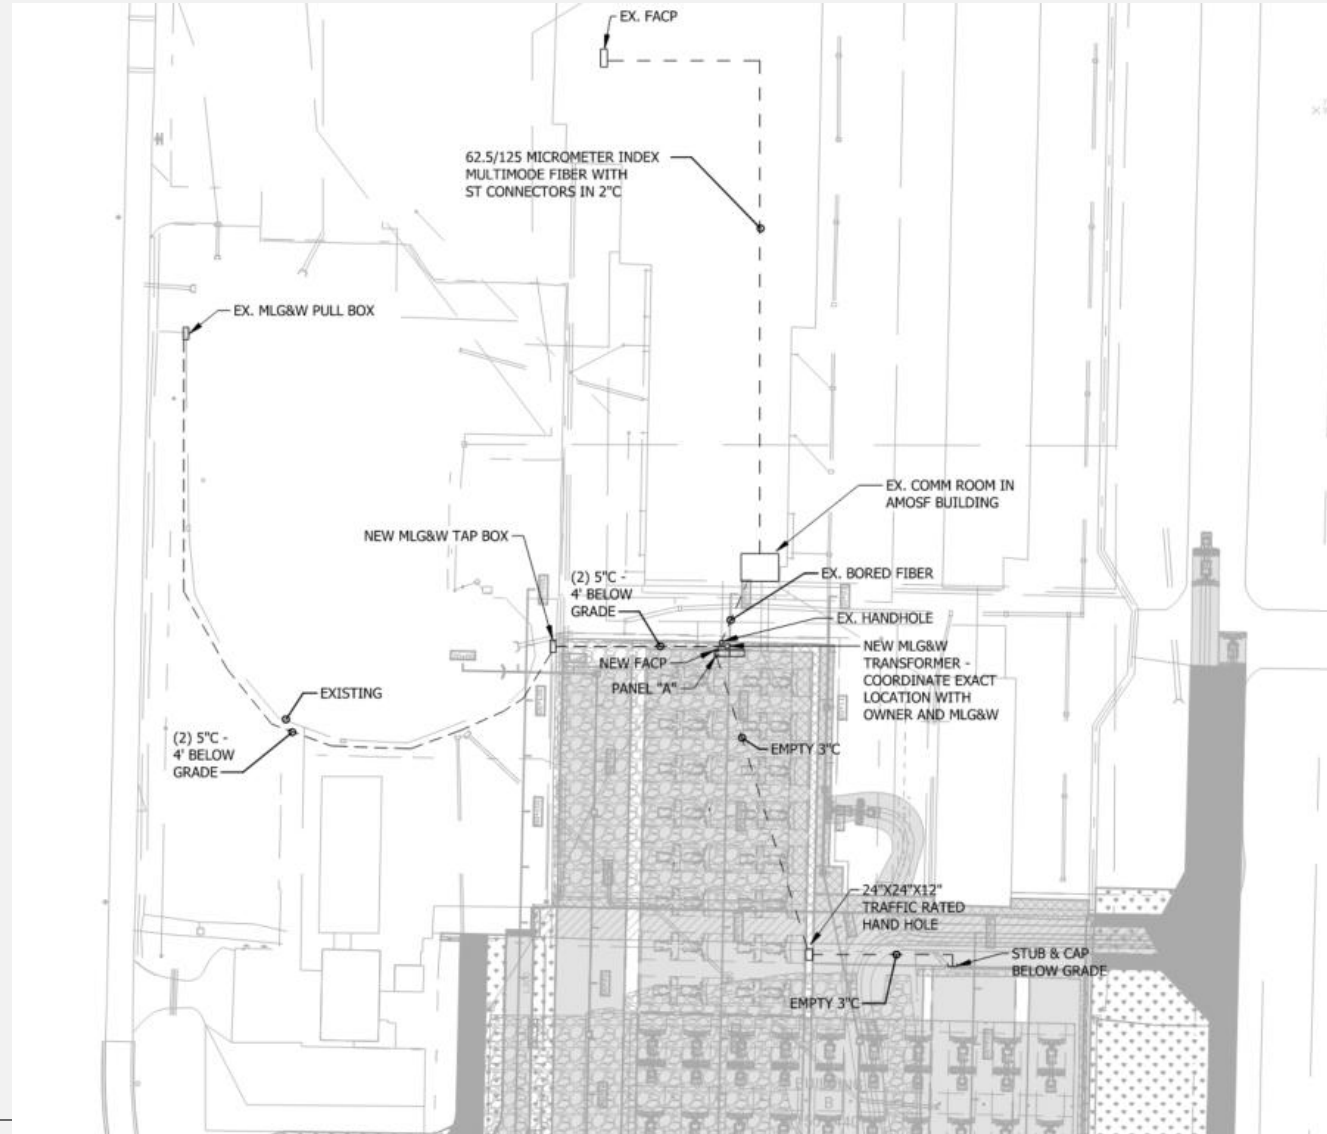 EX. FACP
62.5/125 MICROMETER INDEX
MULTIMODE FIBER WITH
ST CONNECTORS IN 2"C
EX. MLG&W PULL BOX
EX. COMM ROOM IN
AMOSF BUILDING
NEW MLG&W TAP BOX
(2) 5"C -
4' BELOW
GRADE
EX. BORED FIBER
EX. HANDHOLE
NEW FACP
NEW MLG&W
TRANSFORMER -
COORDINATE EXACT
LOCATION WITH
OWNER AND MLG&W
PANEL "A"
EXISTING
(2) 5"C -
4' BELOW
GRADE
EMPTY 3"C
24"X24"X12"
TRAFFIC RATED
HAND HOLE
STUB & CAP
BELOW GRADE
EMPTY 3"C
BUILDING
B